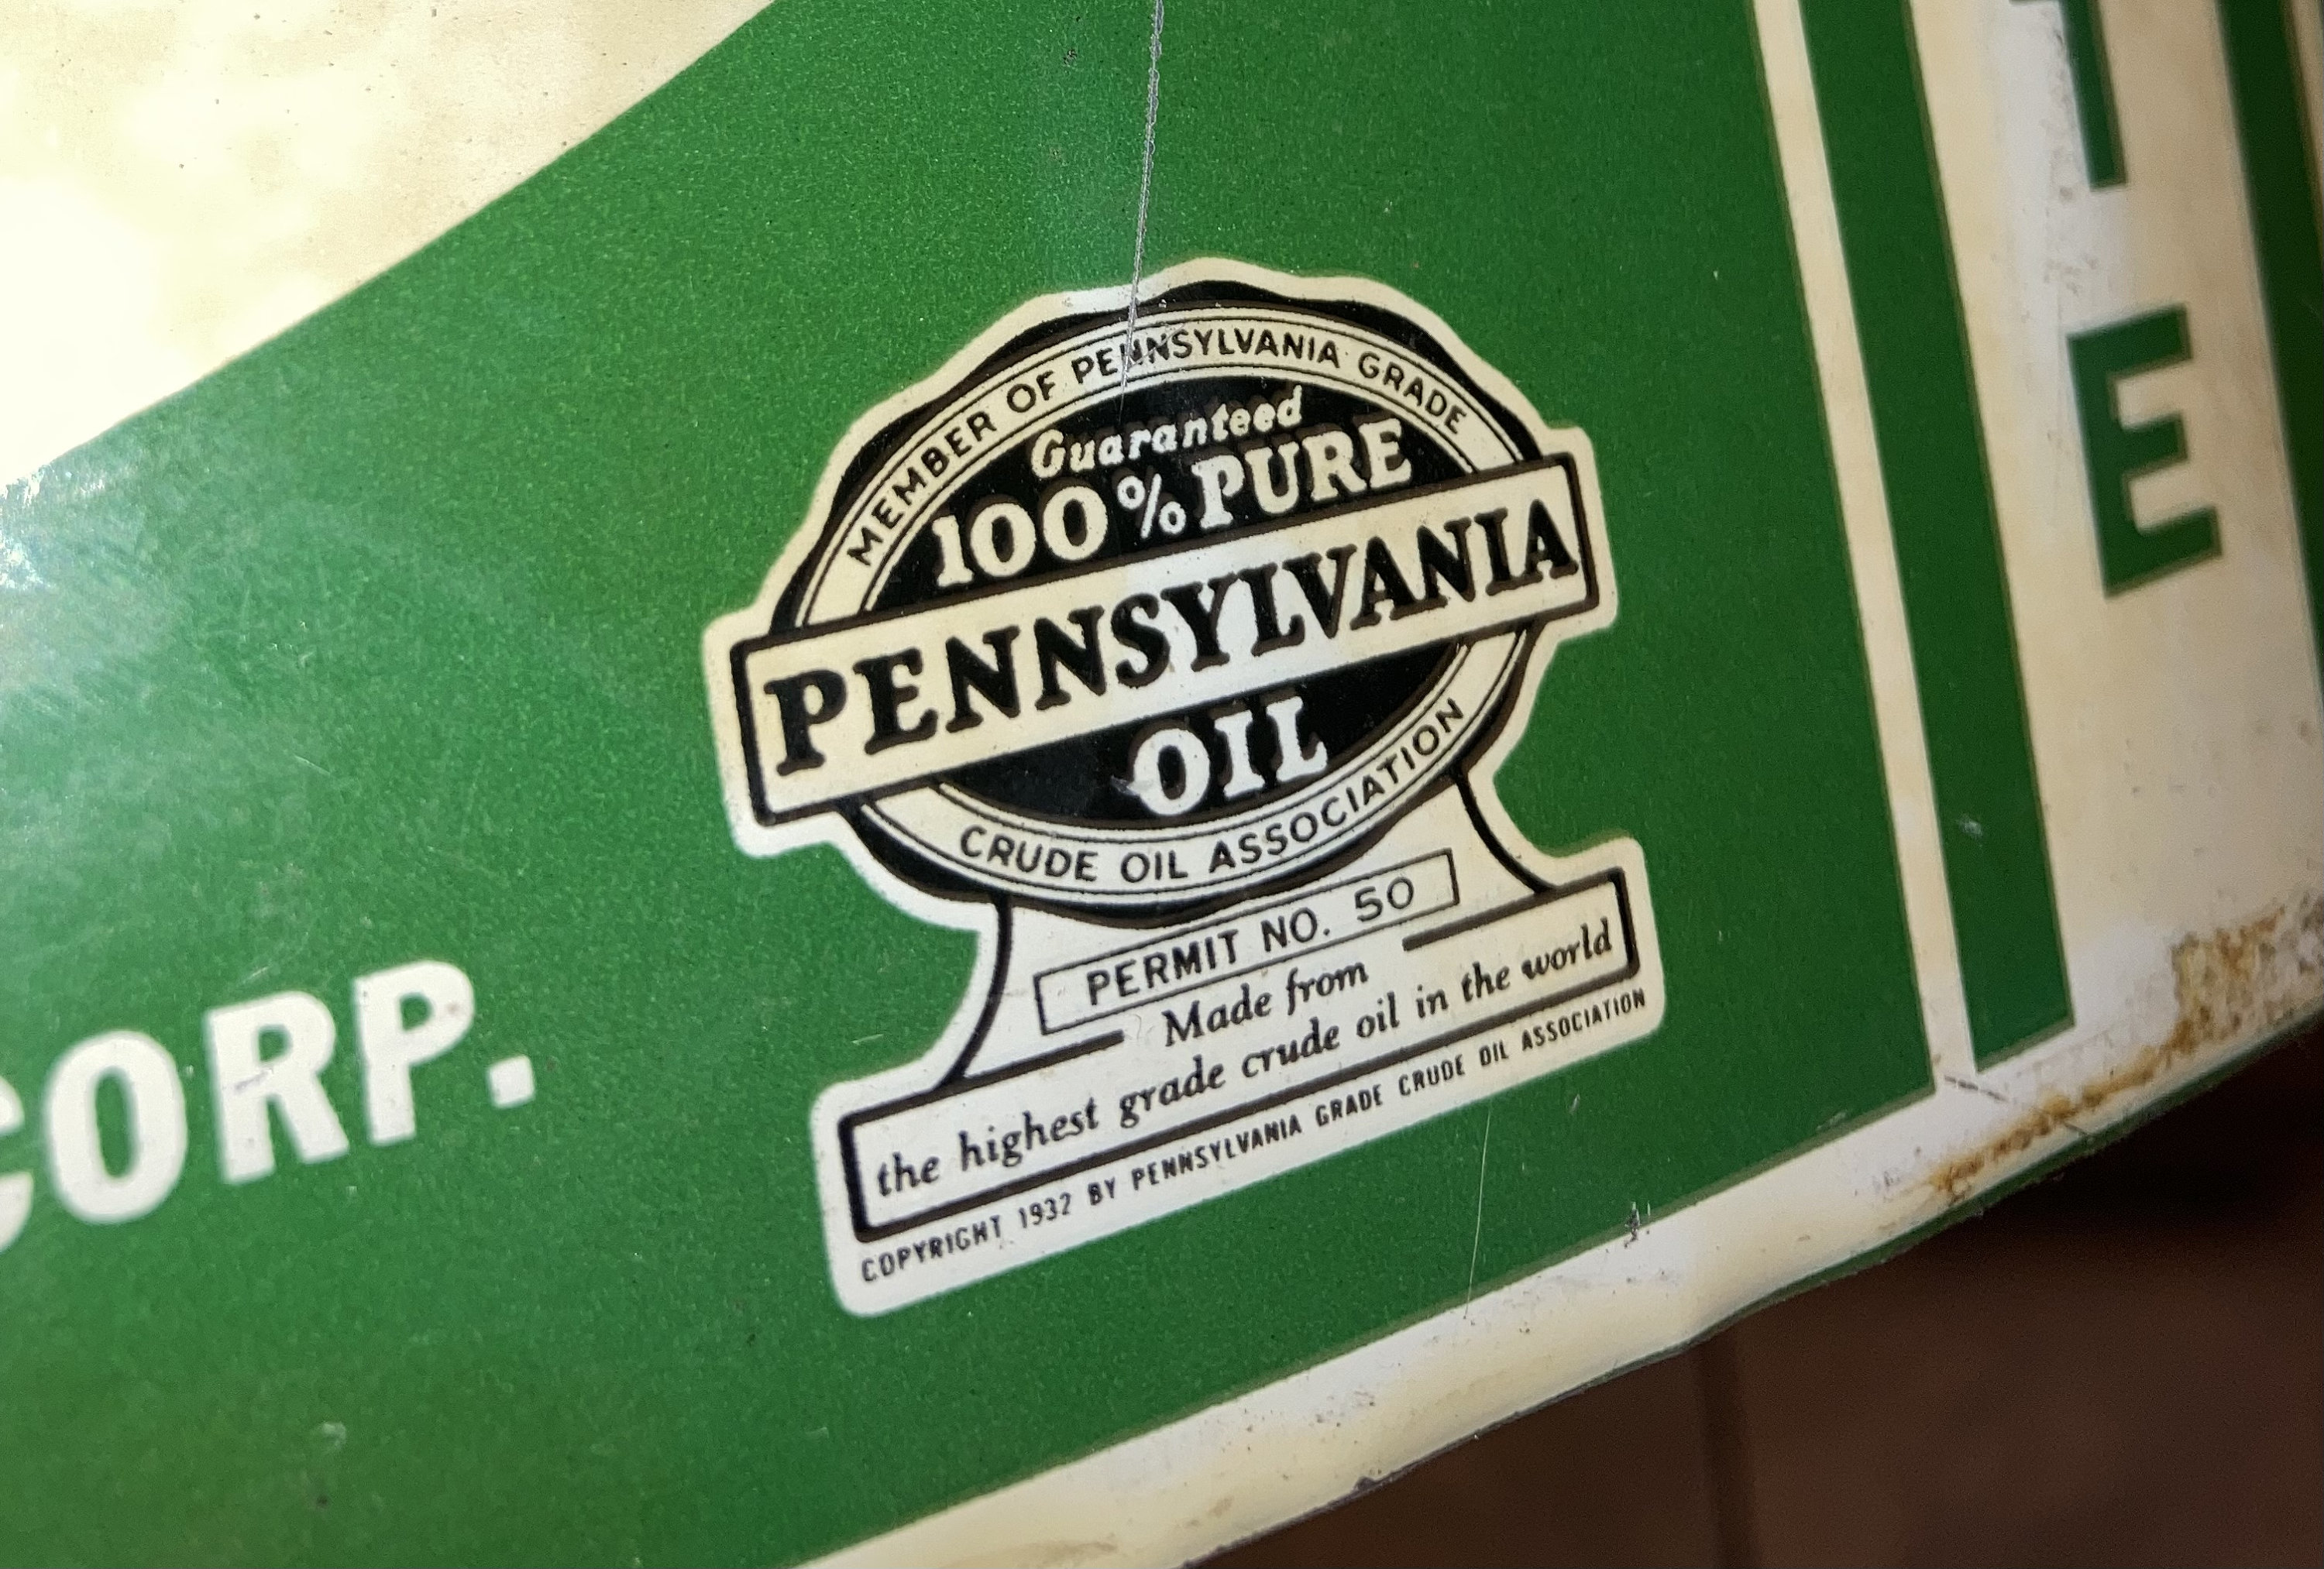 MEMBER OF PENNSYLVANIA GRADE
Guaranteed
100% PURE
PENNSYLVANIA
OIL
CRUDE OIL ASSOCIATION
PERMIT NO. 50
Made from
the highest grade crude oil in the world
COPYRIGHT 1932 BY PENNSYLVANIA GRADE CRUDE OIL ASSOCIATION
CORP.
E